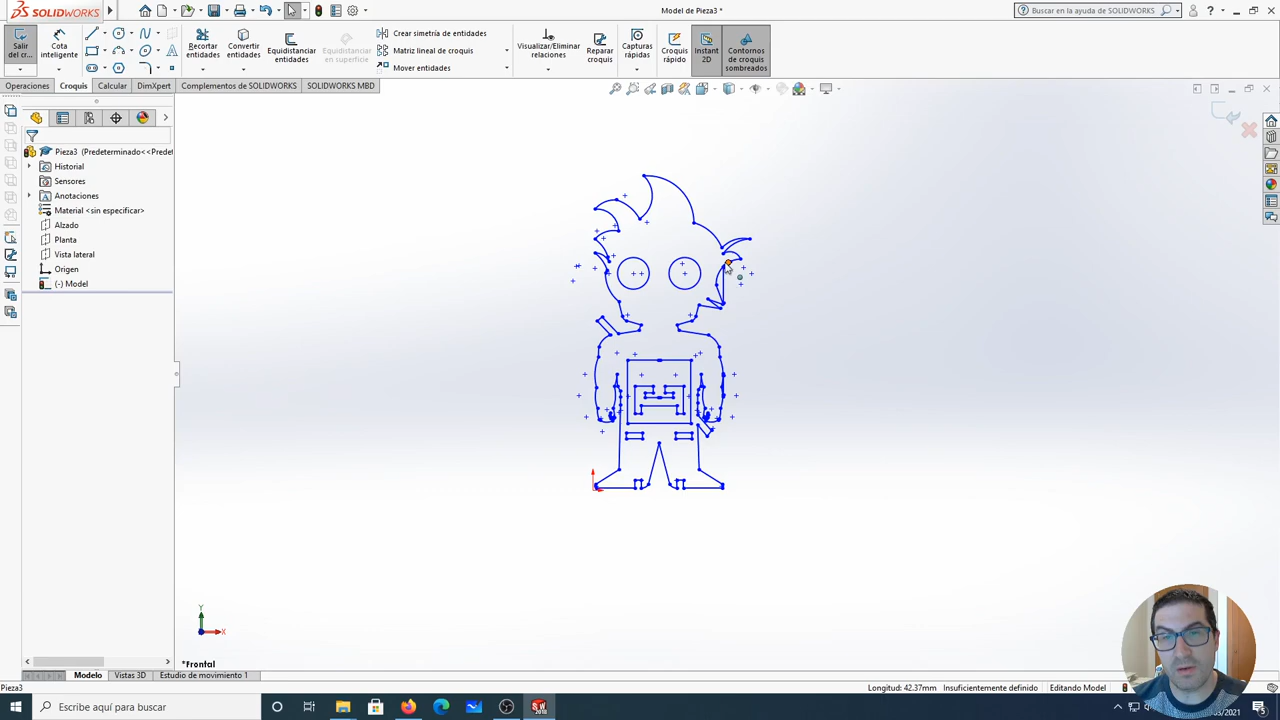 SOLIDWORKS
Model de Pieza3 *
Buscar en la ayuda de SOLIDWORKS
Salir del cr...
Cota inteligente
Recortar entidades
Convertir entidades
Equidistanciar entidades
Equidistanciar en superficie
Crear simetría de entidades
Matriz lineal de croquis
Mover entidades
Visualizar/Eliminar relaciones
Reparar croquis
Capturas rápidas
Croquis rápido
Instant 2D
Contornos de croquis sombreados
Operaciones
Croquis
Calcular
DimXpert
Complementos de SOLIDWORKS
SOLIDWORKS MBD
Pieza3 (Predeterminado<<Predet
Historial
Sensores
Anotaciones
Material <sin especificar>
Alzado
Planta
Vista lateral
Origen
(-) Model
Y
X
*Frontal
Modelo
Vistas 3D
Estudio de movimiento 1
Pieza3
Longitud: 42.37mm
Insuficientemente definido
Editando Model
Escribe aquí para buscar